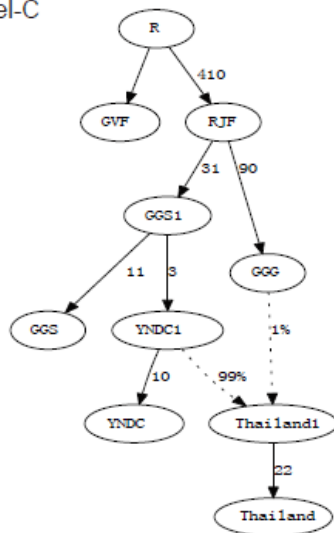 el-C
R
410
GVF
RJF
31
90
GGS1
GGG
11
3
GGS
YNDC1
1%
10
99%
YNDC
Thailand1
22
Thailand